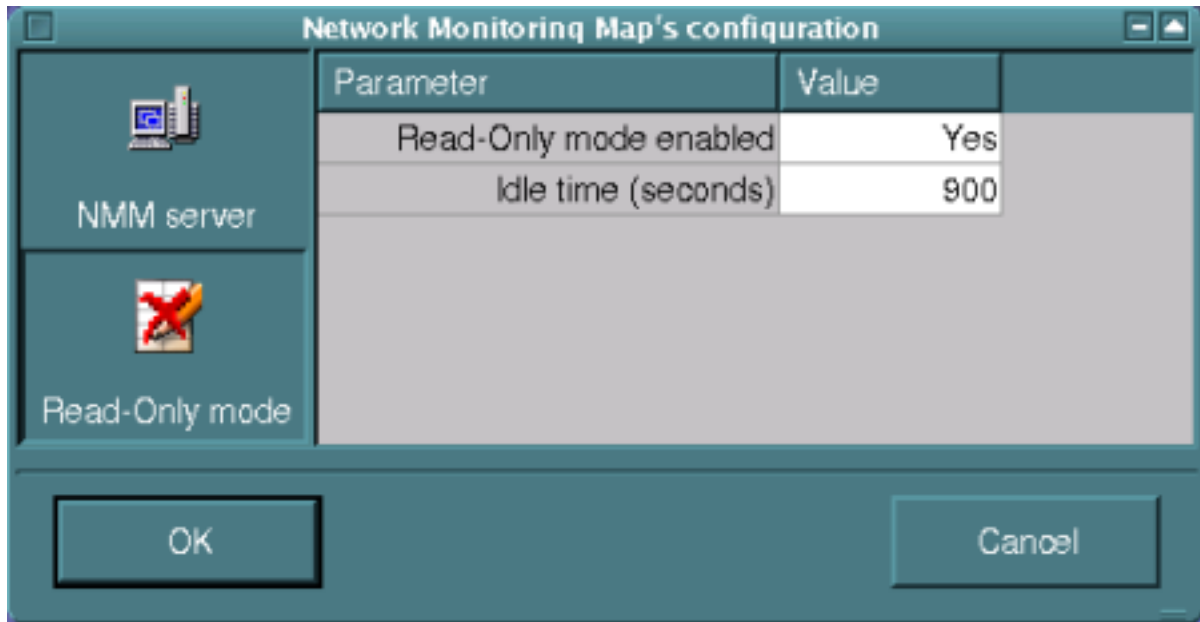 Network Monitoring Map's configuration
Parameter Value
Read-Only mode enabled Yes
Idle time (seconds) 900
NMM server
Read-Only mode
OK Cancel